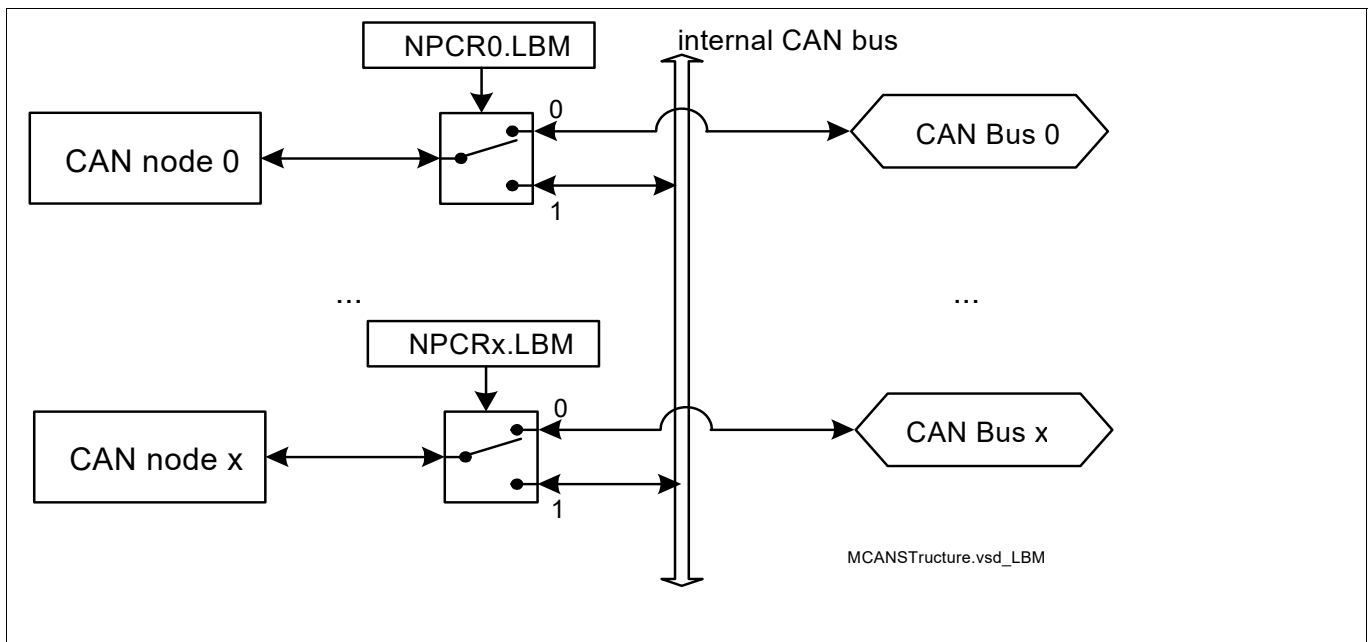 NPCR0.LBM
internal CAN bus
0
CAN node 0
CAN Bus 0
1
...
...
NPCRx.LBM
0
CAN node x
CAN Bus x
1
MCANSTructure.vsd_LBM